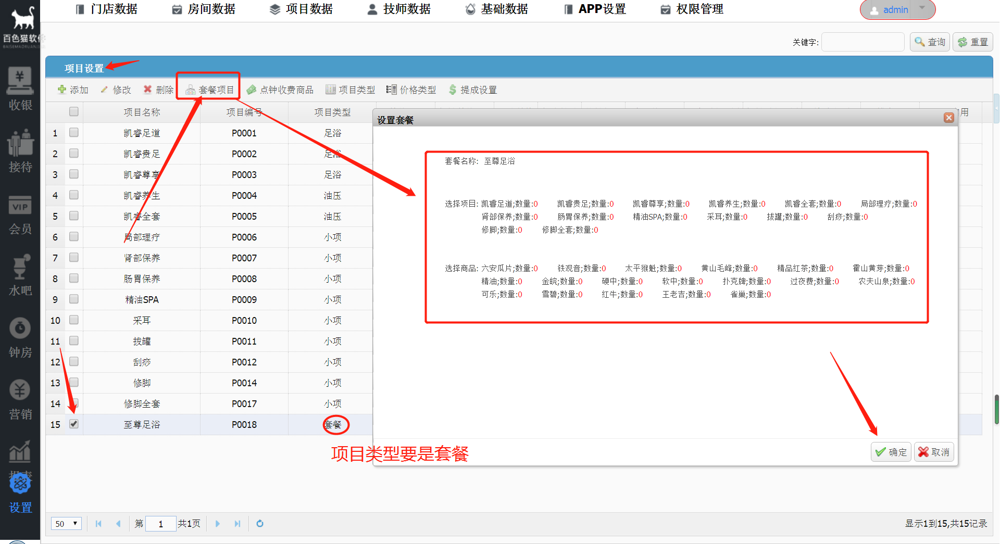 门店数据 房间数据 项目数据 技师数据 基础数据 APP设置 权限管理 admin
百色猫软件
关键字: 查询 重置
项目设置
添加 修改 删除 套餐项目 点钟收费商品 项目类型 价格类型 提成设置
项目名称 项目编号 项目类型 用
1 凯睿足道 P0001 足浴
2 凯睿贵足 P0002 足浴
3 凯睿尊享 P0003 足浴
4 凯睿养生 P0004 油压
5 凯睿全套 P0005 油压
6 局部理疗 P0006 小项
7 肾部保养 P0007 小项
8 肠胃保养 P0008 小项
9 精油SPA P0009 小项
10 采耳 P0010 小项
11 拔罐 P0011 小项
12 刮痧 P0012 小项
13 修脚 P0014 小项
14 修脚全套 P0017 小项
15 至尊足浴 P0018 套餐
项目类型要是套餐
设置套餐
套餐名称: 至尊足浴
选择项目: 凯睿足道;数量:0 凯睿贵足;数量:0 凯睿尊享;数量:0 凯睿养生;数量:0 凯睿全套;数量:0 局部理疗;数量:0
肾部保养;数量:0 肠胃保养;数量:0 精油SPA;数量:0 采耳;数量:0 拔罐;数量:0 刮痧;数量:0
修脚;数量:0 修脚全套;数量:0
选择商品: 六安瓜片;数量:0 铁观音;数量:0 太平猴魁;数量:0 黄山毛峰;数量:0 精品红茶;数量:0 霍山黄芽;数量:0
精油;数量:0 金皖;数量:0 硬中;数量:0 软中;数量:0 扑克牌;数量:0 过夜费;数量:0 农夫山泉;数量:0
可乐;数量:0 雪碧;数量:0 红牛;数量:0 王老吉;数量:0 雀巢;数量:0
确定 取消
收银
接待
VIP
会员
水吧
钟房
营销
设置
50 第 1 共1页
显示1到15,共15记录